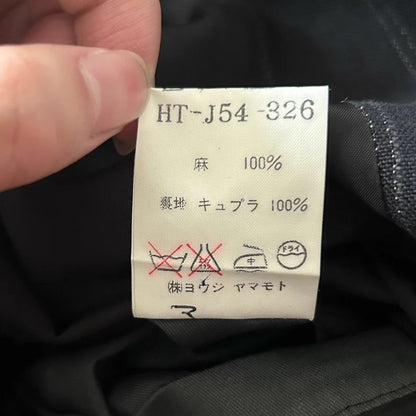 HT-J54-326
麻 100%
裏地 キュプラ 100%
中 ドライ
(株)ヨウジ ヤマモト